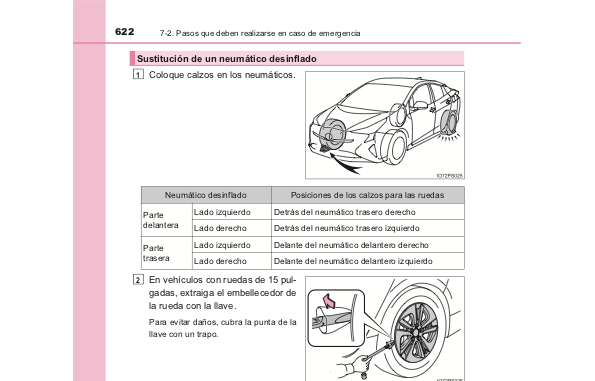 622
7-2. Pasos que deben realizarse en caso de emergencia
Sustitución de un neumático desinflado
1 Coloque calzos en los neumáticos.
IO72PS025
Neumático desinflado Posiciones de los calzos para las ruedas
Parte delantera Lado izquierdo Detrás del neumático trasero derecho
Lado derecho Detrás del neumático trasero izquierdo
Parte trasera Lado izquierdo Delante del neumático delantero derecho
Lado derecho Delante del neumático delantero izquierdo
2 En vehículos con ruedas de 15 pul-
gadas, extraiga el embellecedor de
la rueda con la llave.
Para evitar daños, cubra la punta de la
llave con un trapo.